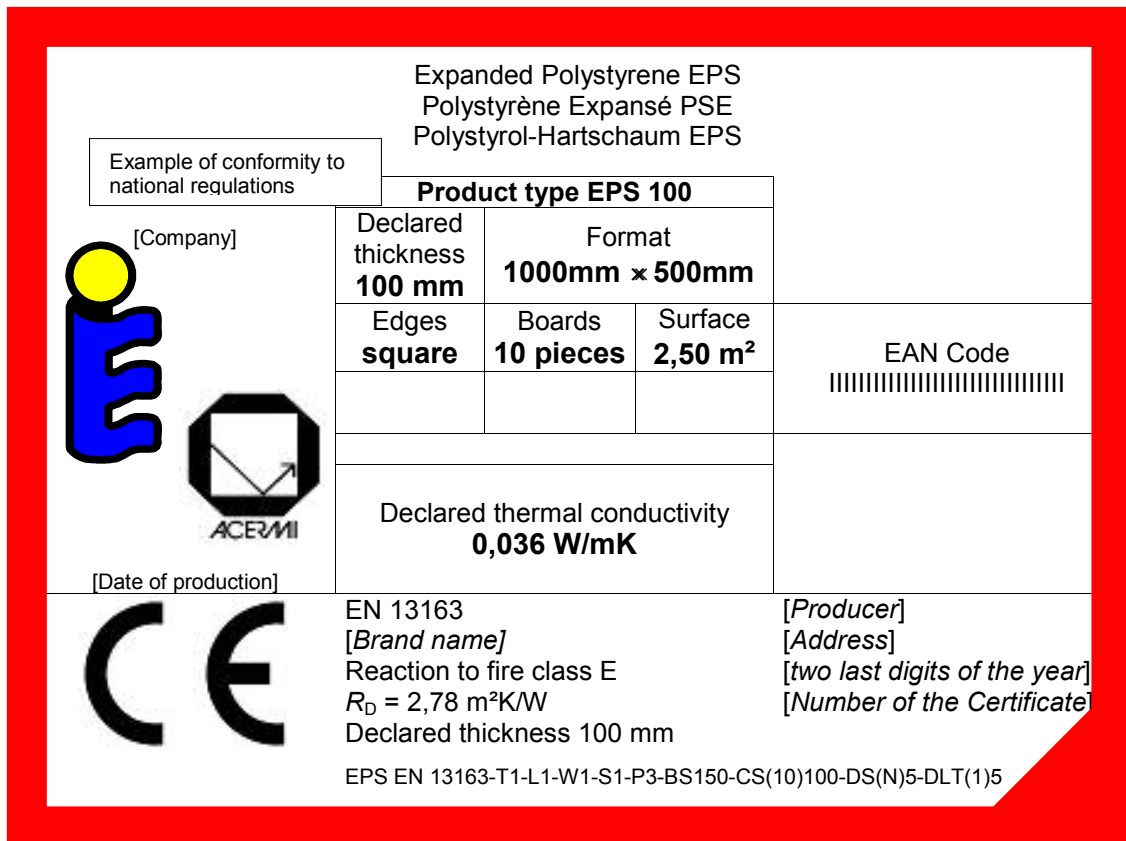 Expanded Polystyrene EPS
Polystyrène Expansé PSE
Polystyrol-Hartschaum EPS
Example of conformity to
national regulations
Product type EPS 100
[Company]
Declared
thickness
100 mm
Format
1000mm × 500mm
Edges
square
Boards
10 pieces
Surface
2,50 m²
EAN Code
ACERMI
Declared thermal conductivity
0,036 W/mK
[Date of production]
CE
EN 13163
[Brand name]
Reaction to fire class E
RD = 2,78 m²K/W
Declared thickness 100 mm
[Producer]
[Address]
[two last digits of the year]
[Number of the Certificate]
EPS EN 13163-T1-L1-W1-S1-P3-BS150-CS(10)100-DS(N)5-DLT(1)5